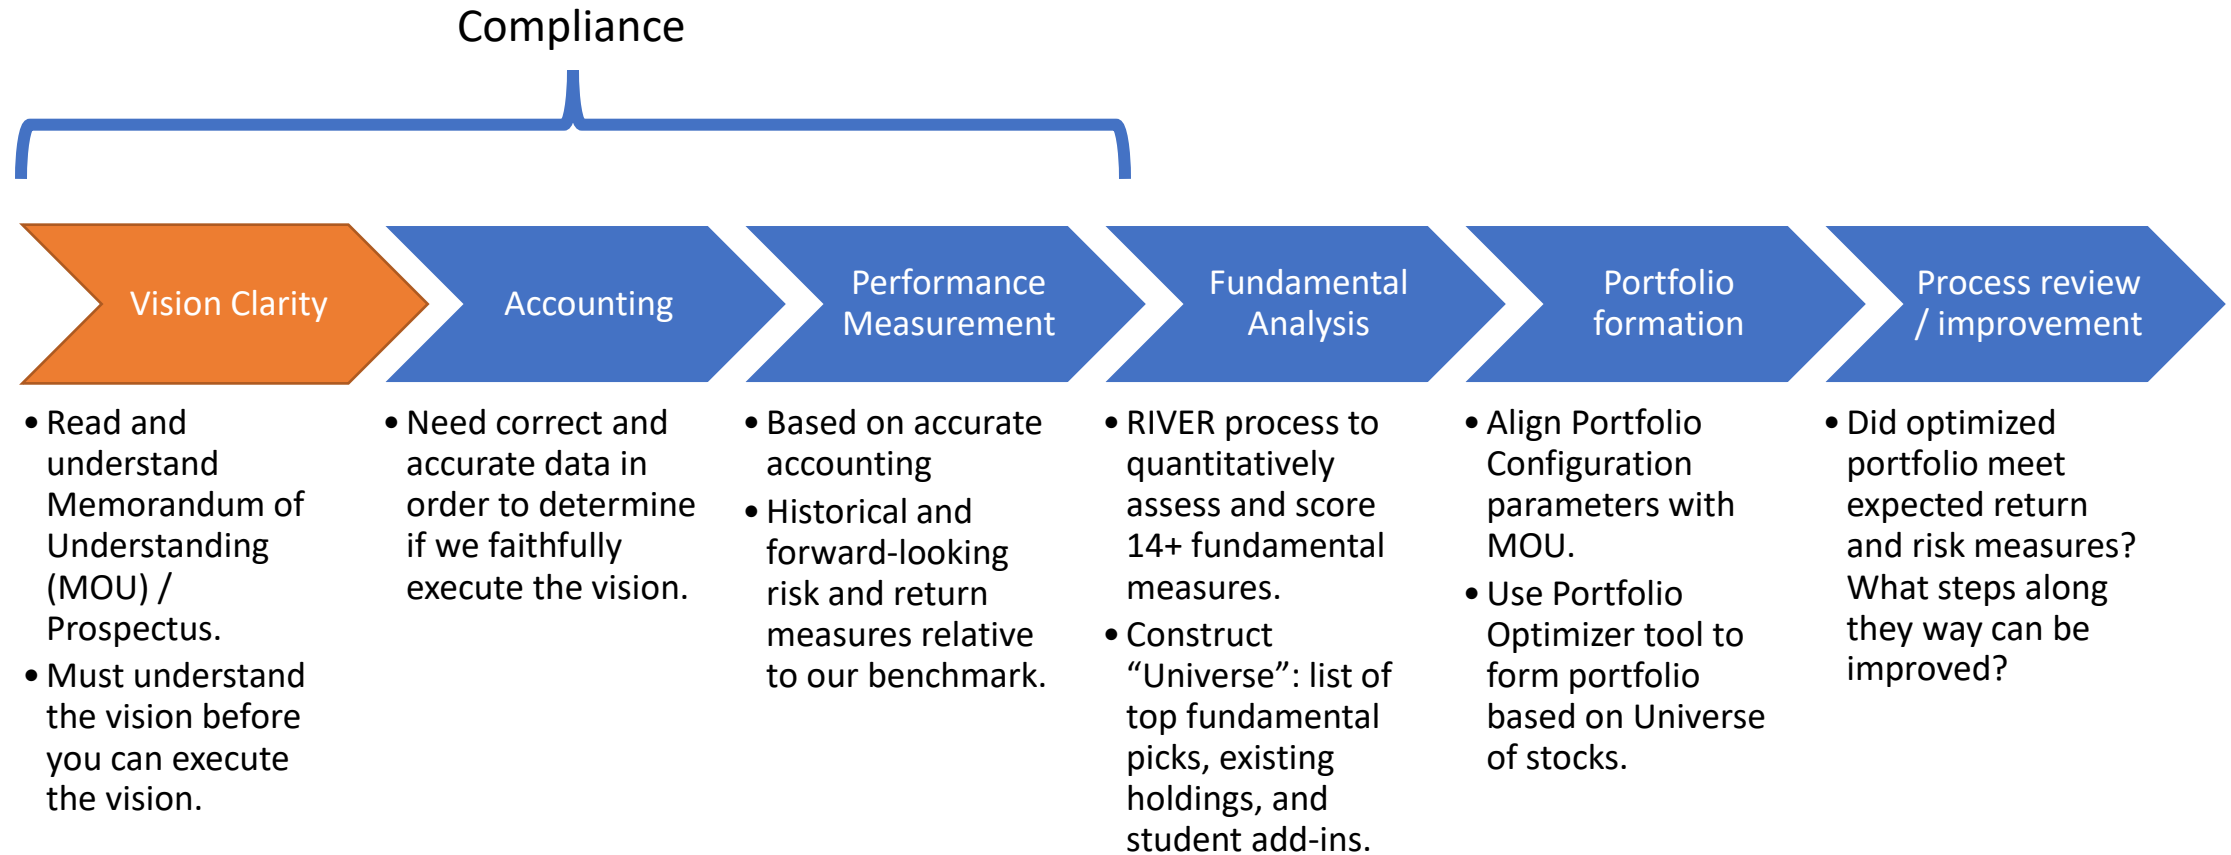 Compliance
Vision Clarity
Accounting
Performance
Measurement
Fundamental
Analysis
Portfolio
formation
Process review
/ improvement
• Read and
understand
Memorandum of
Understanding
(MOU) /
Prospectus.
• Must understand
the vision before
you can execute
the vision.
• Need correct and
accurate data in
order to determine
if we faithfully
execute the vision.
• Based on accurate
accounting
• Historical and
forward-looking
risk and return
measures relative
to our benchmark.
• RIVER process to
quantitatively
assess and score
14+ fundamental
measures.
• Construct
“Universe”: list of
top fundamental
picks, existing
holdings, and
student add-ins.
• Align Portfolio
Configuration
parameters with
MOU.
• Use Portfolio
Optimizer tool to
form portfolio
based on Universe
of stocks.
• Did optimized
portfolio meet
expected return
and risk measures?
What steps along
they way can be
improved?